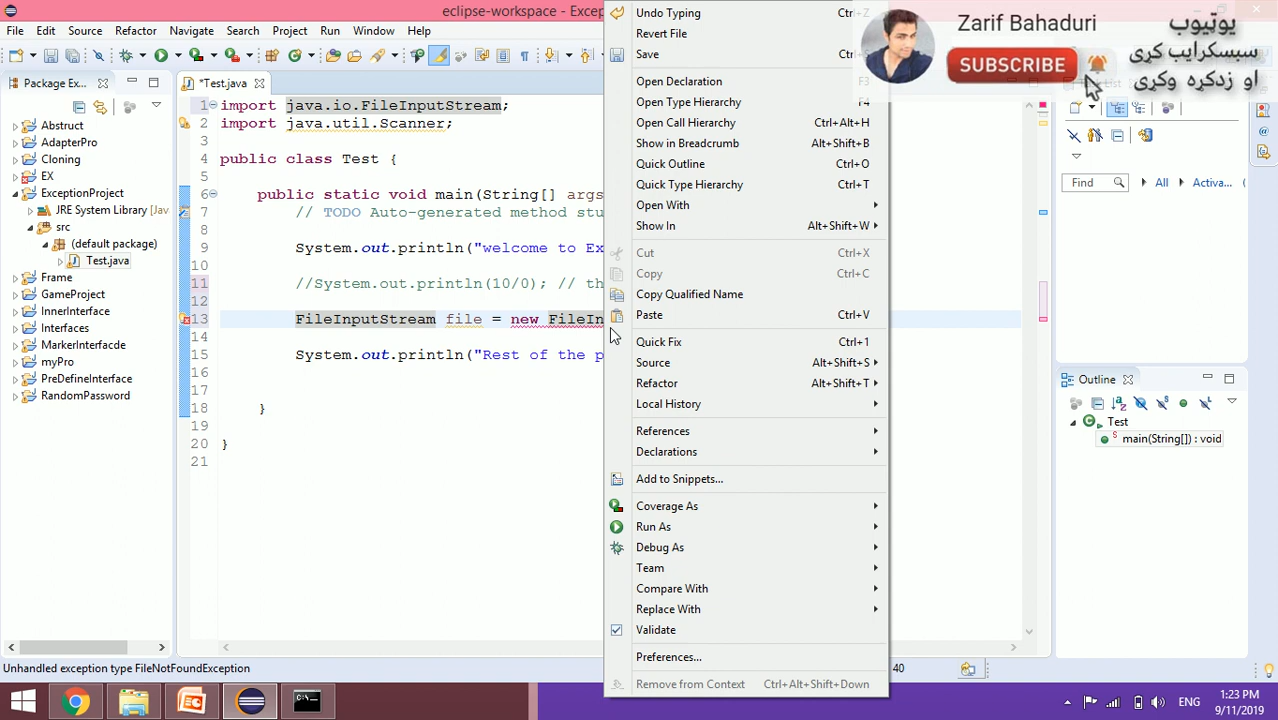 eclipse-workspace - Excep
File Edit Source Refactor Navigate Search Project Run Window
Package Ex...
*Test.java
1 import java.io.FileInputStream;
2 import java.util.Scanner;
3
4 public class Test {
5
6 public static void main(String[] args
7 // TODO Auto-generated method stu
8
9 System.out.println("welcome to Ex
10
11 //System.out.println(10/0); // th
12
13 FileInputStream file = new FileIn
14
15 System.out.println("Rest of the p
16
17
18 }
19
20 }
21
Abstruct
AdapterPro
Cloning
EX
ExceptionProject
JRE System Library [Jav
src
(default package)
Test.java
Frame
GameProject
InnerInterface
Interfaces
MarkerInterfacde
myPro
PreDefineInterface
RandomPassword
Undo Typing Ctrl+Z
Revert File
Save Ctrl+
Open Declaration F3
Open Type Hierarchy F4
Open Call Hierarchy Ctrl+Alt+H
Show in Breadcrumb Alt+Shift+B
Quick Outline Ctrl+O
Quick Type Hierarchy Ctrl+T
Open With
Show In Alt+Shift+W
Cut Ctrl+X
Copy Ctrl+C
Copy Qualified Name
Paste Ctrl+V
Quick Fix Ctrl+1
Source Alt+Shift+S
Refactor Alt+Shift+T
Local History
References
Declarations
Add to Snippets...
Coverage As
Run As
Debug As
Team
Compare With
Replace With
Validate
Preferences...
Remove from Context Ctrl+Alt+Shift+Down
Zarif Bahaduri
SUBSCRIBE
یوټیوب
سبسکرایب کړی
او زدکړه وکړی
Find All Activa...
Outline
Test
main(String[]) : void
Unhandled exception type FileNotFoundException
40
ENG
1:23 PM
9/11/2019